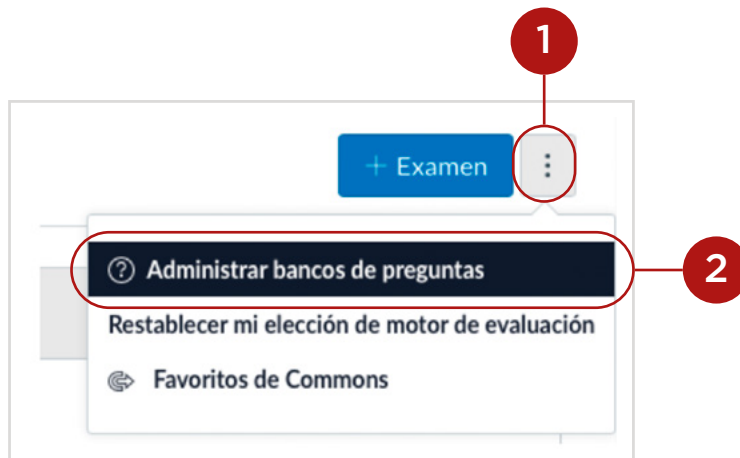 1
+ Examen
Administrar bancos de preguntas
2
Restablecer mi elección de motor de evaluación
Favoritos de Commons